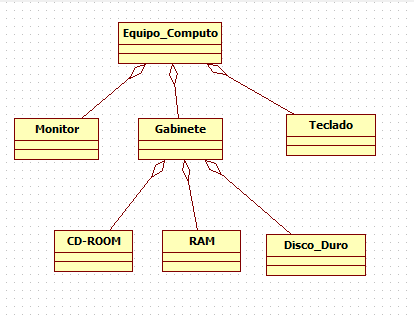 Equipo_Computo
Monitor
Gabinete
Teclado
CD-ROOM
RAM
Disco_Duro